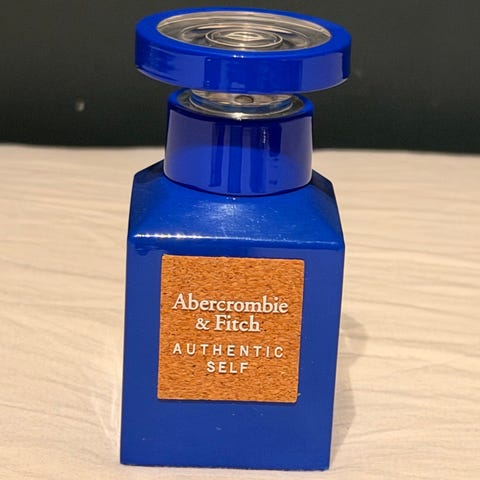 Abercrombie
& Fitch
AUTHENTIC
SELF